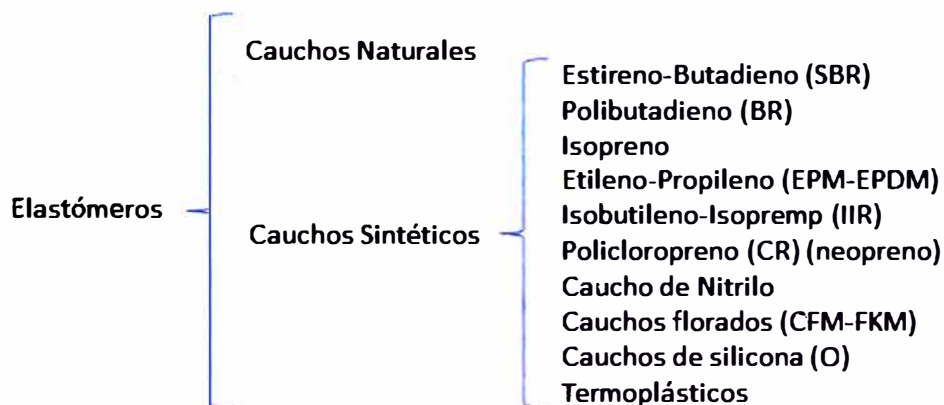 Elastómeros
Cauchos Naturales
Cauchos Sintéticos
Estireno-Butadieno (SBR)
Polibutadieno (BR)
Isopreno
Etileno-Propileno (EPM-EPDM)
Isobutileno-Isopremp (IIR)
Policloropreno (CR) (neopreno)
Caucho de Nitrilo
Cauchos florados (CFM-FKM)
Cauchos de silicona (O)
Termoplásticos